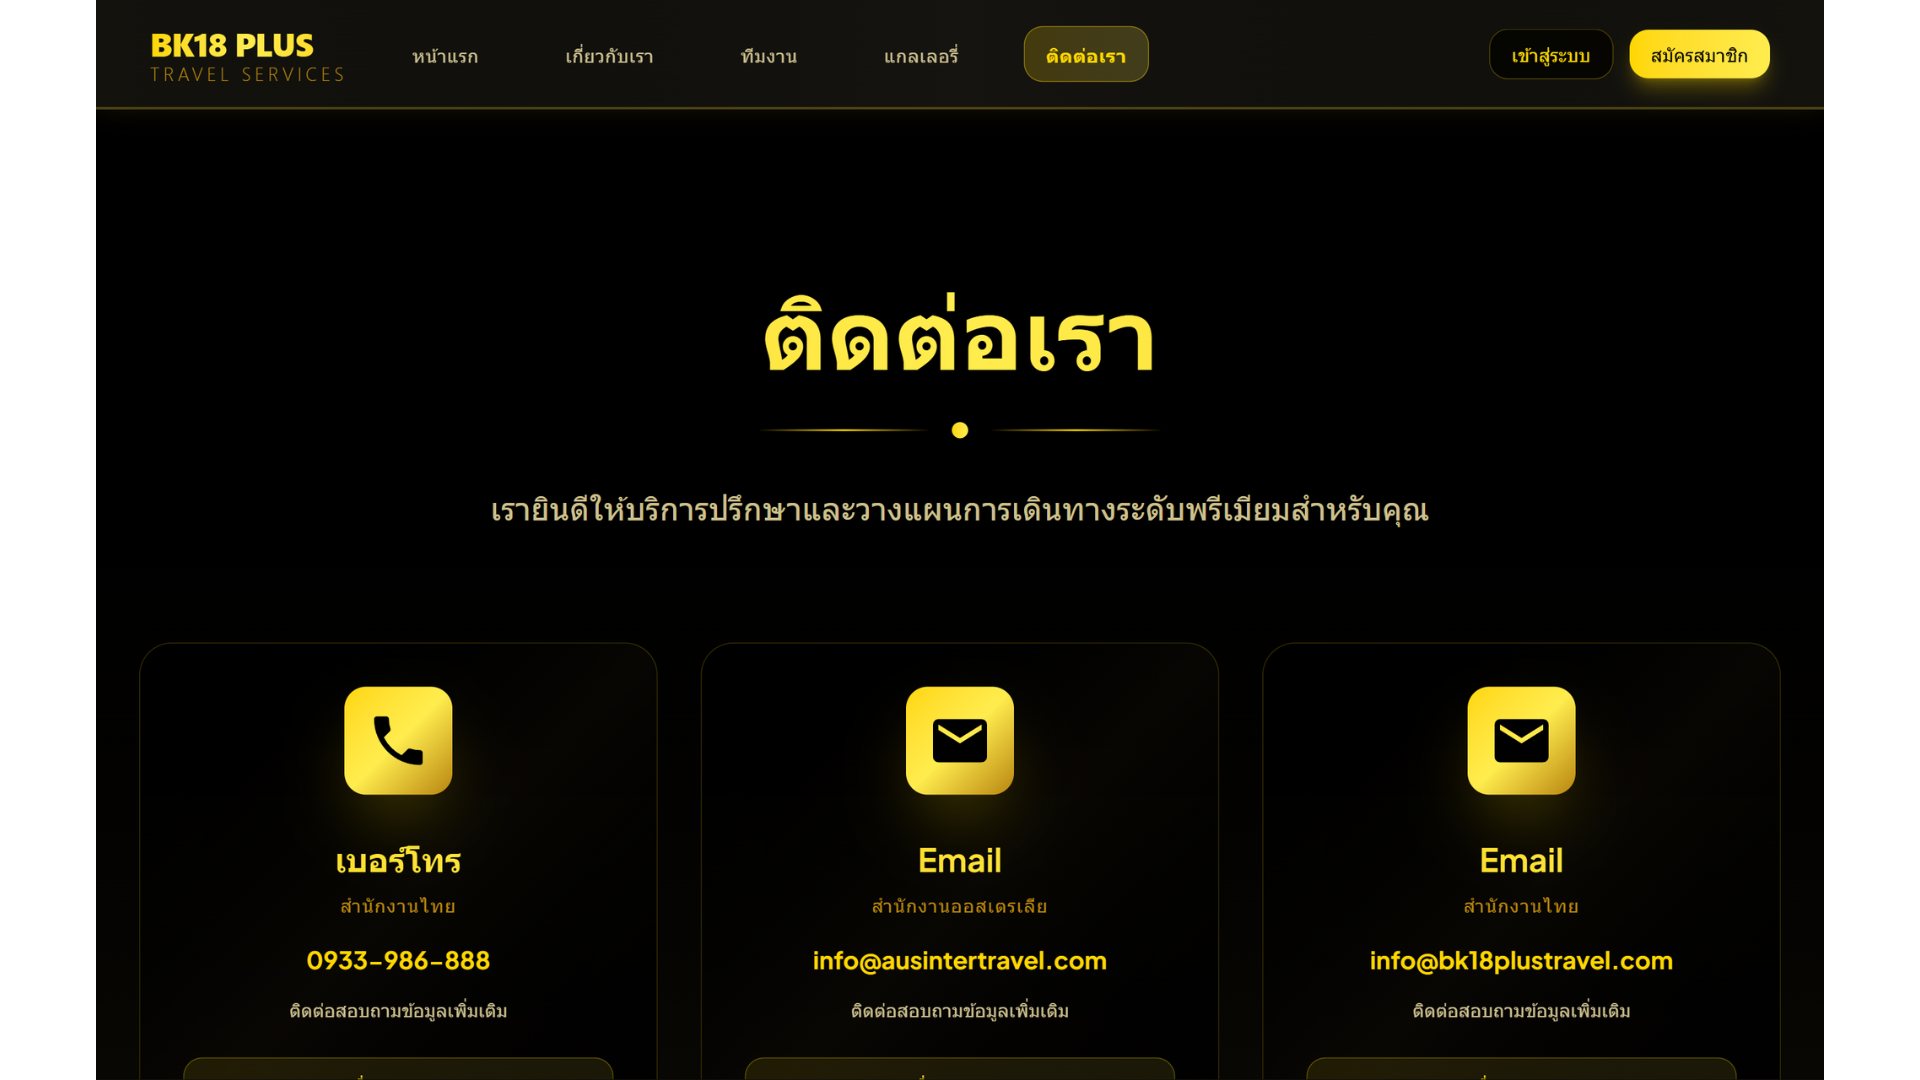 BK18 PLUS
TRAVEL SERVICES
หน้าแรก
เกี่ยวกับเรา
ทีมงาน
แกลเลอรี่
ติดต่อเรา
เข้าสู่ระบบ
สมัครสมาชิก
ติดต่อเรา
เรายินดีให้บริการปรึกษาและวางแผนการเดินทางระดับพรีเมียมสำหรับคุณ
เบอร์โทร
สำนักงานไทย
0933-986-888
ติดต่อสอบถามข้อมูลเพิ่มเติม
Email
สำนักงานออสเตรเลีย
info@ausintertravel.com
ติดต่อสอบถามข้อมูลเพิ่มเติม
Email
สำนักงานไทย
info@bk18plustravel.com
ติดต่อสอบถามข้อมูลเพิ่มเติม